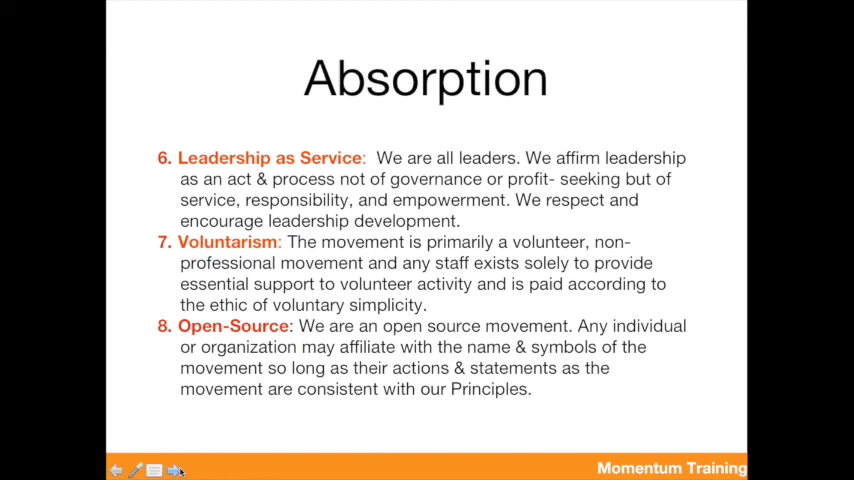 Absorption
6. Leadership as Service: We are all leaders. We affirm leadership
as an act & process not of governance or profit- seeking but of
service, responsibility, and empowerment. We respect and
encourage leadership development.
7. Voluntarism: The movement is primarily a volunteer, non-
professional movement and any staff exists solely to provide
essential support to volunteer activity and is paid according to
the ethic of voluntary simplicity.
8. Open-Source: We are an open source movement. Any individual
or organization may affiliate with the name & symbols of the
movement so long as their actions & statements as the
movement are consistent with our Principles.
Momentum Training